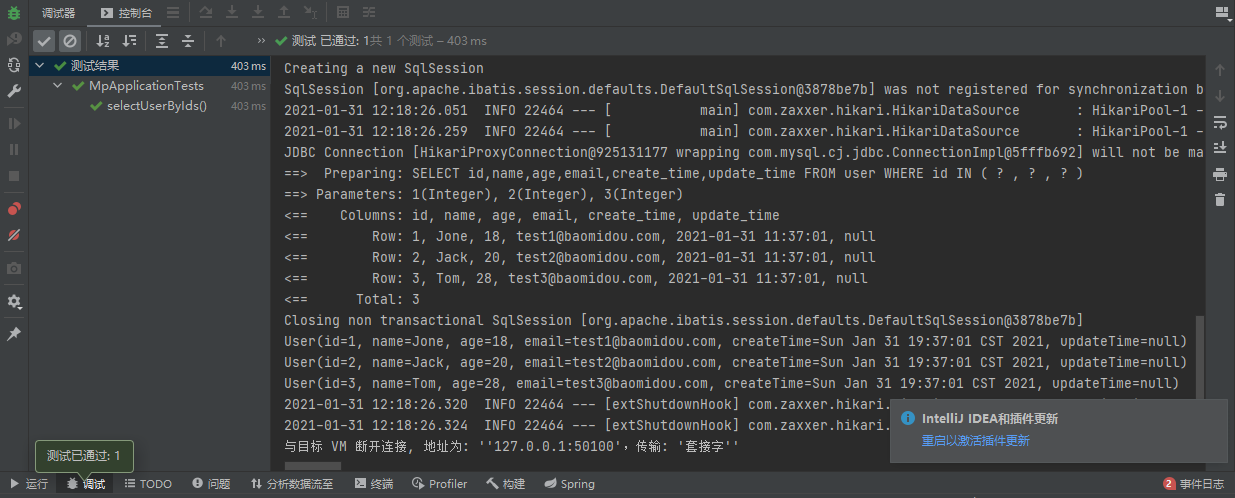 调试器 控制台
» 测试 已通过: 1共 1 个测试 – 403 ms
测试结果 403 ms
MpApplicationTests 403 ms
selectUserByIds() 403 ms
Creating a new SqlSession
SqlSession [org.apache.ibatis.session.defaults.DefaultSqlSession@3878be7b] was not registered for synchronization b
2021-01-31 12:18:26.051  INFO 22464 --- [           main] com.zaxxer.hikari.HikariDataSource       : HikariPool-1 -
2021-01-31 12:18:26.259  INFO 22464 --- [           main] com.zaxxer.hikari.HikariDataSource       : HikariPool-1 -
JDBC Connection [HikariProxyConnection@925131177 wrapping com.mysql.cj.jdbc.ConnectionImpl@5fffb692] will not be ma
==>  Preparing: SELECT id,name,age,email,create_time,update_time FROM user WHERE id IN ( ? , ? , ? )
==> Parameters: 1(Integer), 2(Integer), 3(Integer)
<==    Columns: id, name, age, email, create_time, update_time
<==        Row: 1, Jone, 18, test1@baomidou.com, 2021-01-31 11:37:01, null
<==        Row: 2, Jack, 20, test2@baomidou.com, 2021-01-31 11:37:01, null
<==        Row: 3, Tom, 28, test3@baomidou.com, 2021-01-31 11:37:01, null
<==      Total: 3
Closing non transactional SqlSession [org.apache.ibatis.session.defaults.DefaultSqlSession@3878be7b]
User(id=1, name=Jone, age=18, email=test1@baomidou.com, createTime=Sun Jan 31 19:37:01 CST 2021, updateTime=null)
User(id=2, name=Jack, age=20, email=test2@baomidou.com, createTime=Sun Jan 31 19:37:01 CST 2021, updateTime=null)
User(id=3, name=Tom, age=28, email=test3@baomidou.com, createTime=Sun Jan 31 19:37:01 CST 2021, updateTime=null)
2021-01-31 12:18:26.320  INFO 22464 --- [extShutdownHook] com.zaxxer.hikari.
2021-01-31 12:18:26.324  INFO 22464 --- [extShutdownHook] com.zaxxer.hikari.
与目标 VM 断开连接, 地址为: ''127.0.0.1:50100'，传输: '套接字''
IntelliJ IDEA和插件更新
重启以激活插件更新
测试已通过: 1
运行 调试 TODO 问题 分析数据流至 终端 Profiler 构建 Spring 2 事件日志